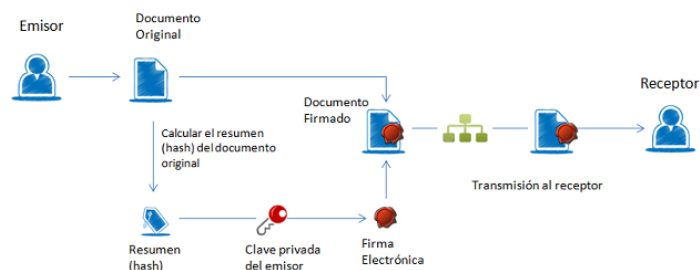 Emisor
Documento
Original
Calcular el resumen
(hash) del documento
original
Resumen
(hash)
Clave privada
del emisor
Firma
Electrónica
Documento
Firmado
Transmisión al receptor
Receptor